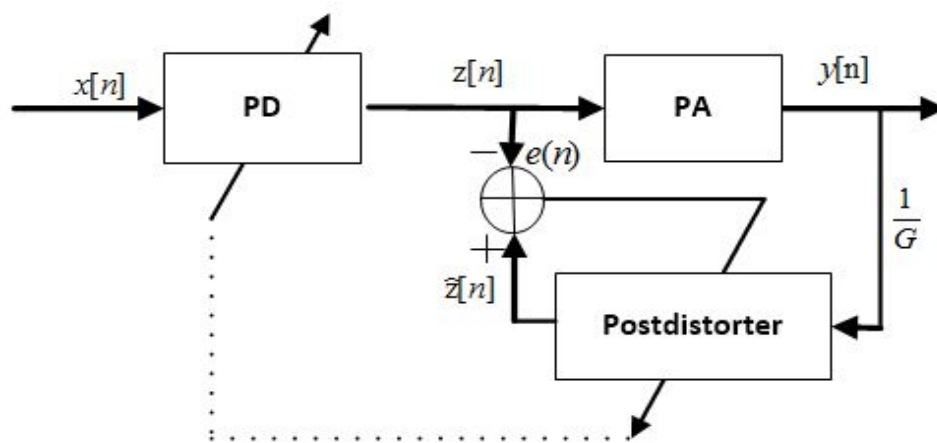 x[n]
PD
z[n]
PA
y[n]
−
e(n)
+
ẑ[n]
1/G
Postdistorter